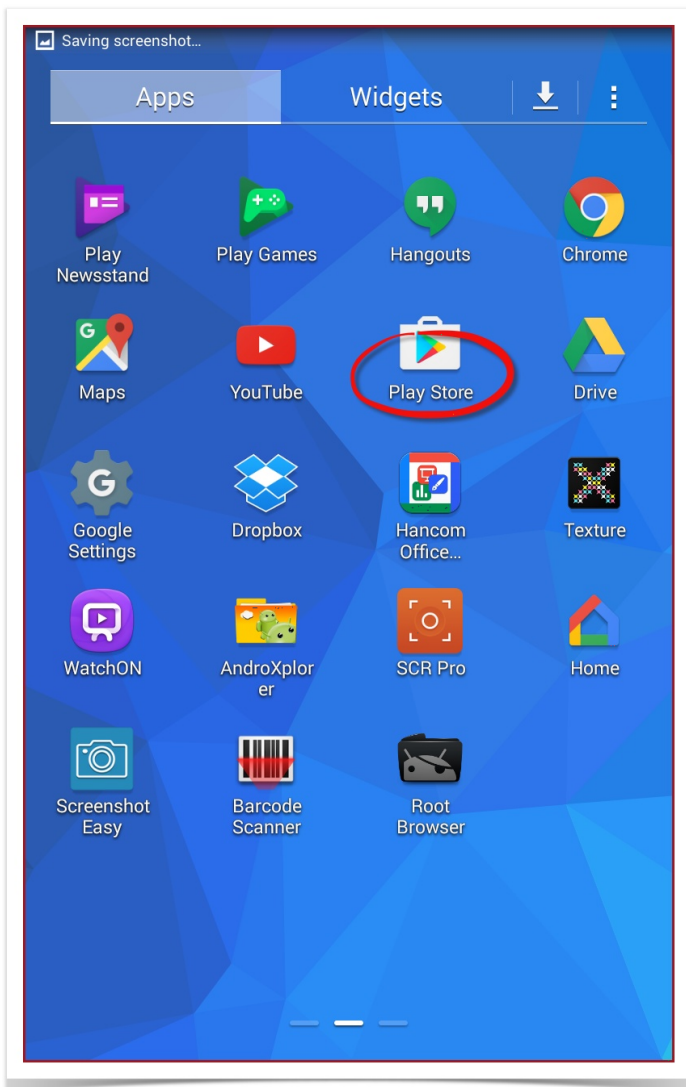 Saving screenshot...
Apps Widgets
Play Newsstand
Play Games
Hangouts
Chrome
G
Maps
YouTube
Play Store
Drive
G
Google
Settings
Dropbox
Hancom
Office...
Texture
WatchON
AndroXplor
er
SCR Pro
Home
Screenshot
Easy
Barcode
Scanner
Root
Browser